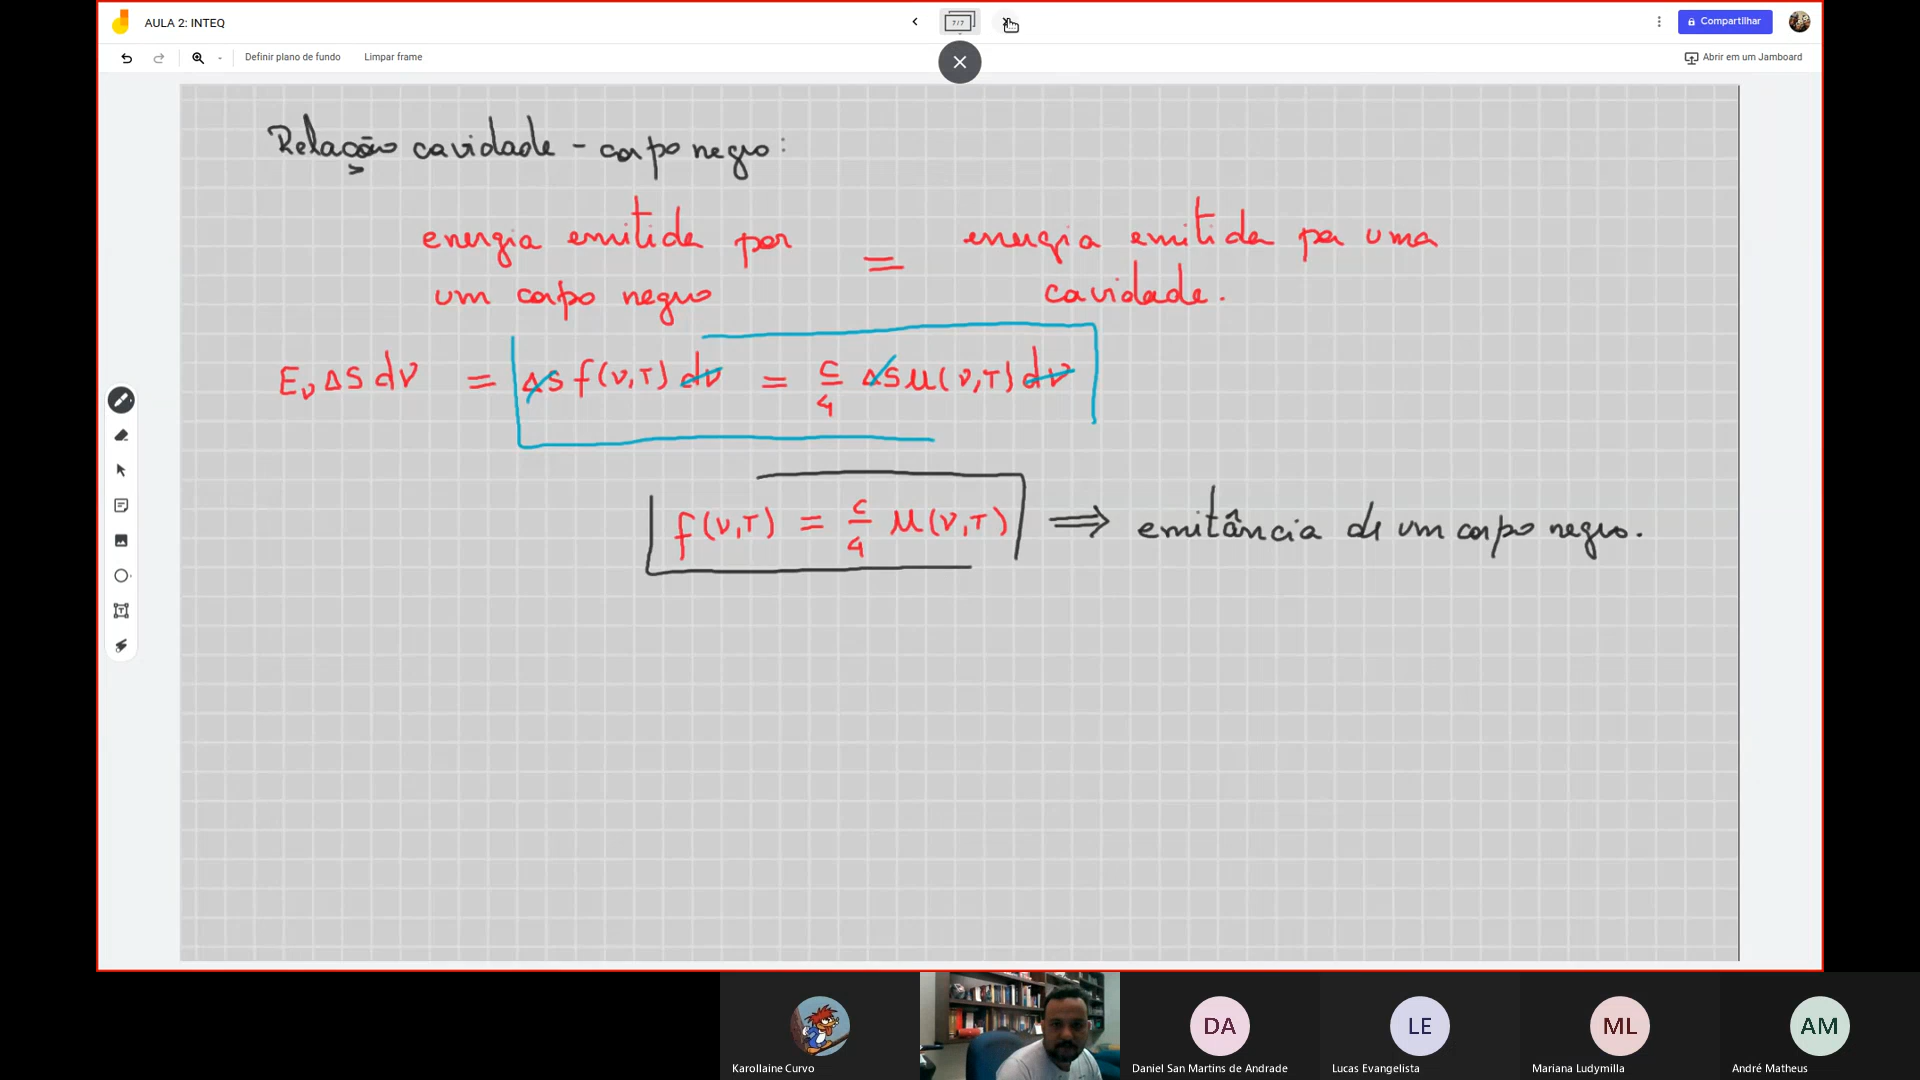 AULA 2: INTEQ
7/7
Compartilhar
Definir plano de fundo
Limpar frame
Abrir em um Jamboard
Relação cavidade - corpo negro:
energia emitida por = energia emitida por uma
um corpo negro cavidade.
Eν ΔS dν = ΔS f(ν,T) dν = c/4 ΔS μ(ν,T) dν
f(ν,T) = c/4 μ(ν,T) ⟹ emitância de um corpo negro.
DA
LE
ML
AM
Karollaine Curvo
Daniel San Martins de Andrade
Lucas Evangelista
Mariana Ludymilla
André Matheus